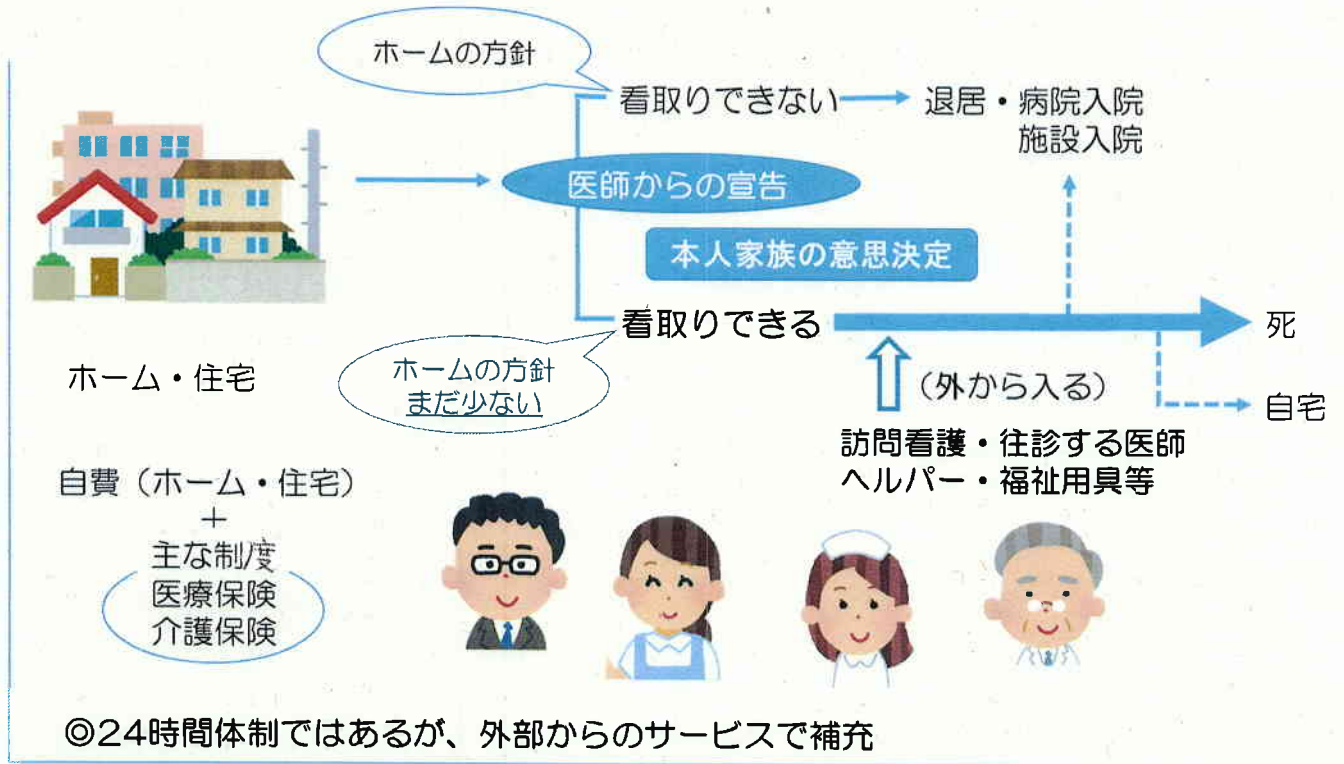 ホームの方針
看取りできない
退居・病院入院
施設入院
医師からの宣告
本人家族の意思決定
看取りできる
死
ホームの方針
まだ少ない
ホーム・住宅
(外から入る)
自宅
訪問看護・往診する医師
ヘルパー・福祉用具等
自費(ホーム・住宅)
+
主な制度
医療保険
介護保険
◎24時間体制ではあるが、外部からのサービスで補充